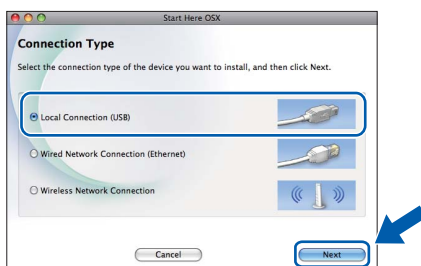 Start Here OSX
Connection Type
Select the connection type of the device you want to install, and then click Next.
Local Connection (USB)
Wired Network Connection (Ethernet)
Wireless Network Connection
Cancel
Next